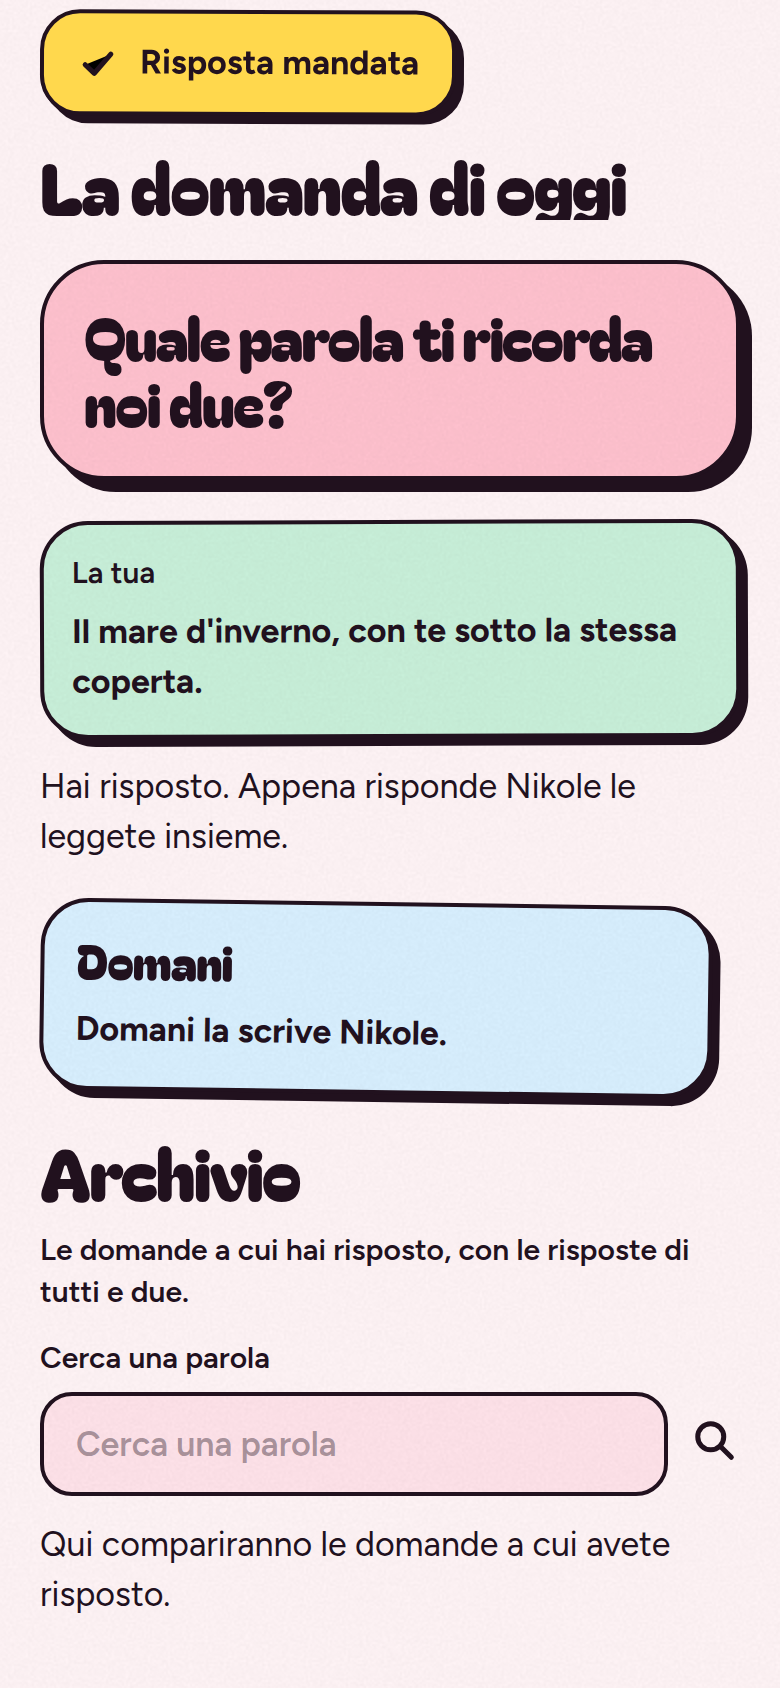 Risposta mandata
La domanda di oggi
Quale parola ti ricorda
noi due?
La tua
Il mare d'inverno, con te sotto la stessa
coperta.
Hai risposto. Appena risponde Nikole le
leggete insieme.
Domani
Domani la scrive Nikole.
Archivio
Le domande a cui hai risposto, con le risposte di
tutti e due.
Cerca una parola
Cerca una parola
Qui compariranno le domande a cui avete
risposto.